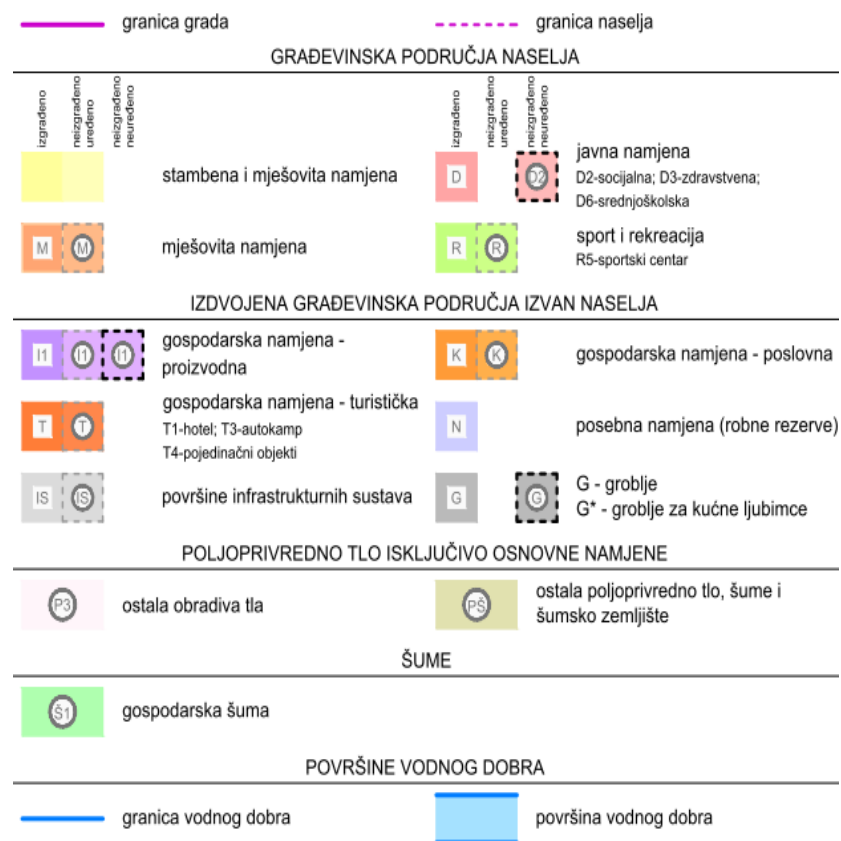 granica grada
granica naselja
GRAĐEVINSKA PODRUČJA NASELJA
izgrađeno
neizgrađeno
uređeno
neizgrađeno
neuređeno
izgrađeno
neizgrađeno
uređeno
neizgrađeno
neuređeno
stambena i mješovita namjena
D
D2
javna namjena
D2-socijalna; D3-zdravstvena;
D6-srednjoškolska
M
M
mješovita namjena
R
R
sport i rekreacija
R5-sportski centar
IZDVOJENA GRAĐEVINSKA PODRUČJA IZVAN NASELJA
I1
I1
I1
gospodarska namjena -
proizvodna
K
K
gospodarska namjena - poslovna
T
T
gospodarska namjena - turistička
T1-hotel; T3-autokamp
T4-pojedinačni objekti
N
posebna namjena (robne rezerve)
IS
IS
površine infrastrukturnih sustava
G
G
G - groblje
G* - groblje za kućne ljubimce
POLJOPRIVREDNO TLO ISKLJUČIVO OSNOVNE NAMJENE
P3
ostala obradiva tla
PŠ
ostala poljoprivredno tlo, šume i
šumsko zemljište
ŠUME
Š1
gospodarska šuma
POVRŠINE VODNOG DOBRA
granica vodnog dobra
površina vodnog dobra